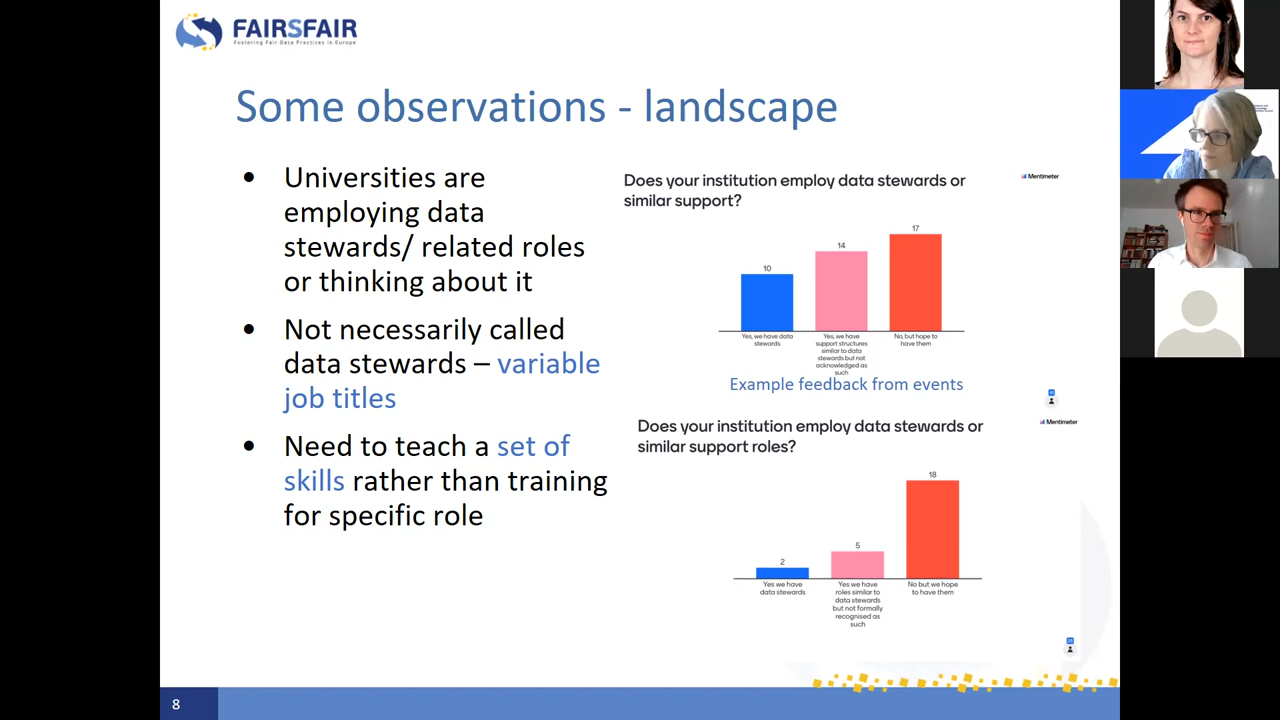 FAIRSFAIR
Fostering Fair Data Practices in Europe
Some observations - landscape
• Universities are
employing data
stewards/ related roles
or thinking about it
• Not necessarily called
data stewards – variable
job titles
• Need to teach a set of
skills rather than training
for specific role
Does your institution employ data stewards or
similar support?
Mentimeter
10
14
17
Yes, we have data
stewards
Yes, we have
support structures
similar to data
stewards but not
acknowledged as
such
No, but hope to
have them
Example feedback from events
Does your institution employ data stewards or
similar support roles?
Mentimeter
2
5
18
Yes we have
data stewards
Yes we have
roles similar to
data stewards
but not formally
recognised as
such
No but we hope
to have them
8